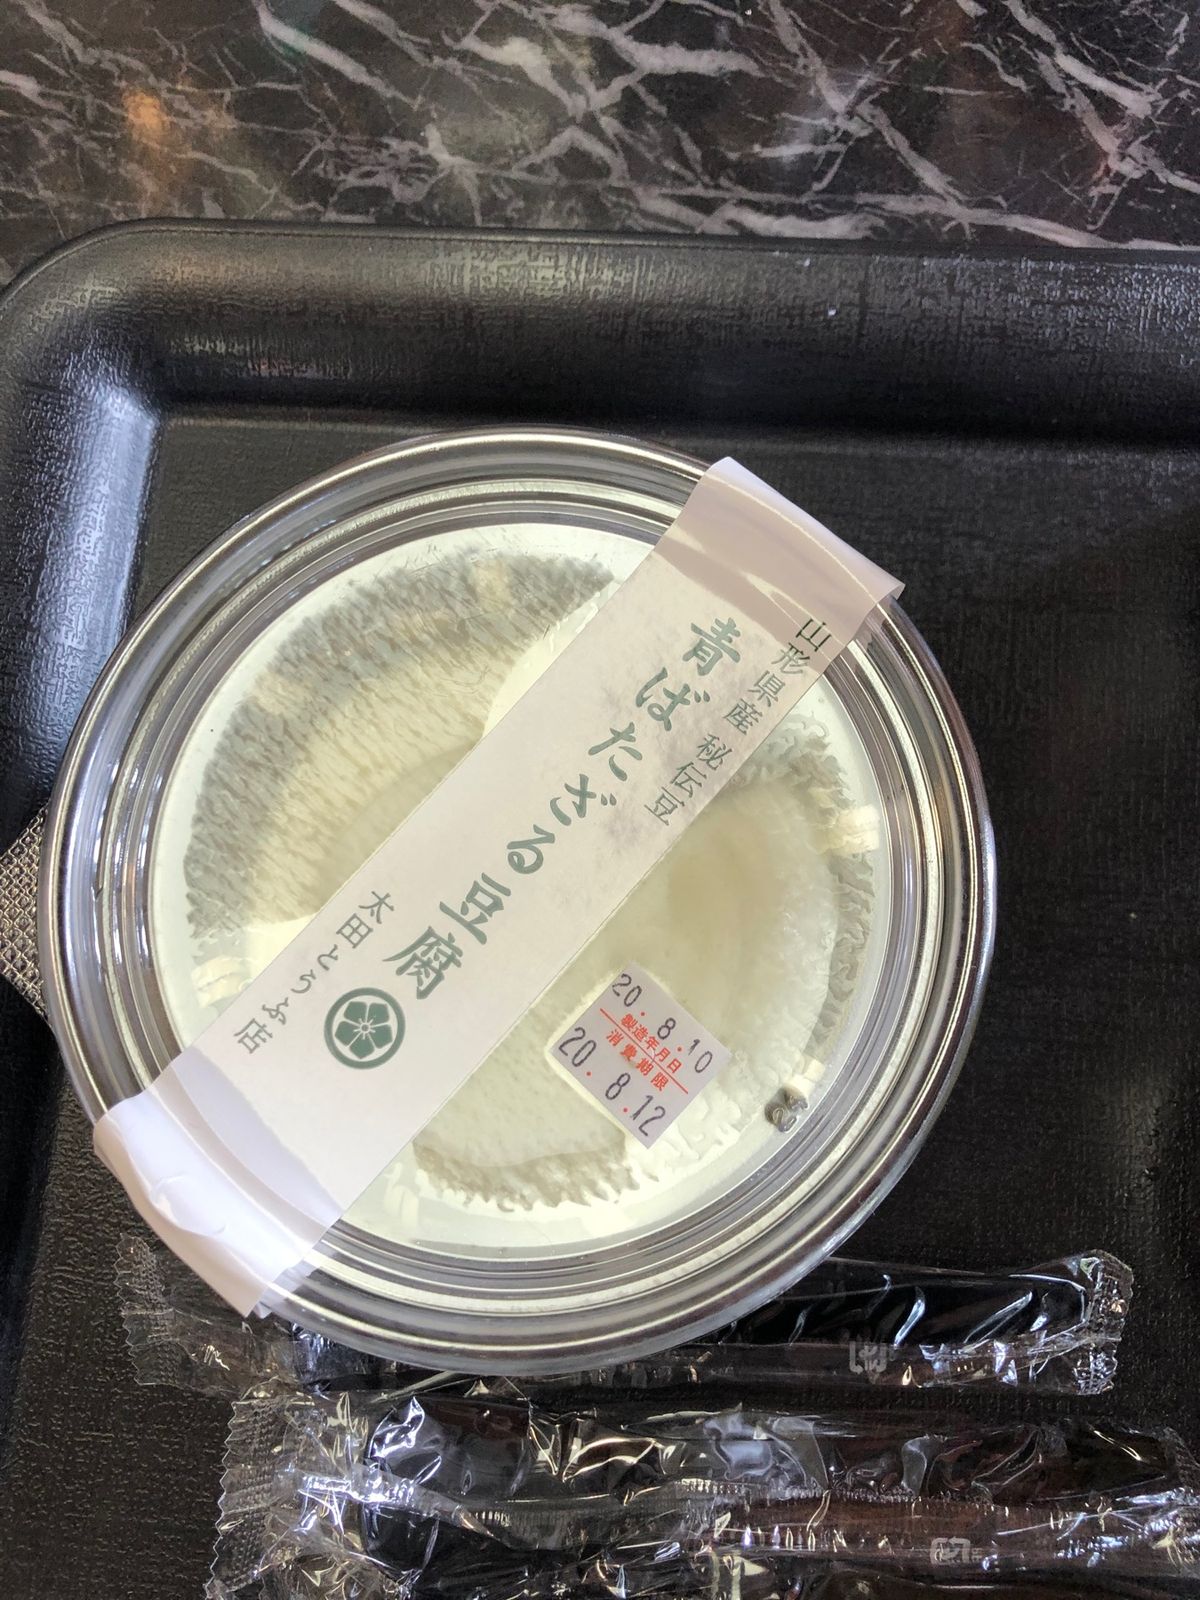 山形県産 秘伝豆
青ばたざる豆腐
太田とうふ店
20.8.10
製造年月日
消費期限
20.8.12